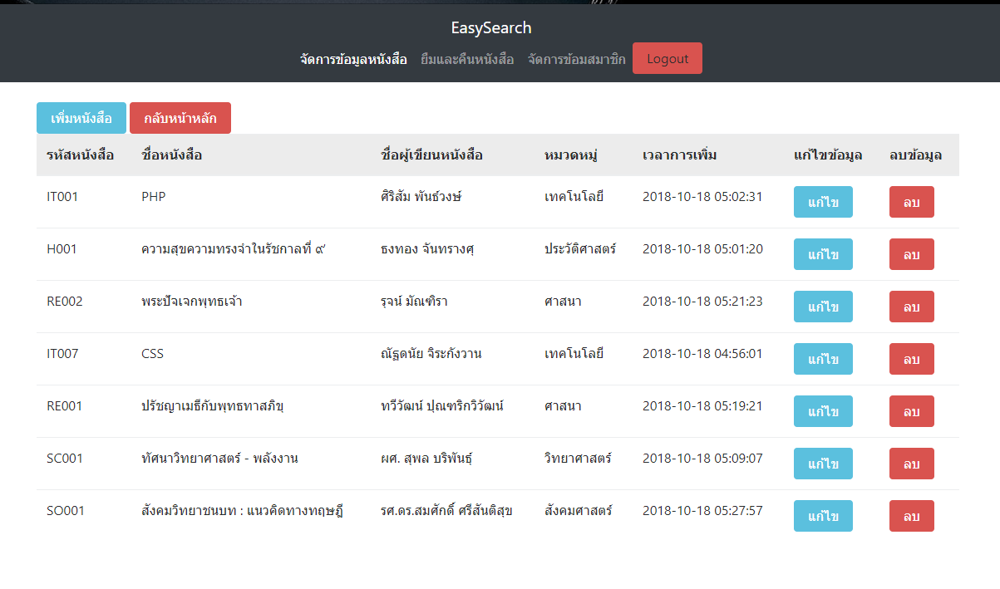 EasySearch
จัดการข้อมูลหนังสือ ยืมและคืนหนังสือ จัดการข้อมสมาชิก Logout
เพิ่มหนังสือ กลับหน้าหลัก
รหัสหนังสือ ชื่อหนังสือ ชื่อผู้เขียนหนังสือ หมวดหมู่ เวลาการเพิ่ม แก้ไขข้อมูล ลบข้อมูล
IT001 PHP ศิริสัม พันธ์วงษ์ เทคโนโลยี 2018-10-18 05:02:31 แก้ไข ลบ
H001 ความสุขความทรงจำในรัชกาลที่ ๙ ธงทอง จันทรางศุ ประวัติศาสตร์ 2018-10-18 05:01:20 แก้ไข ลบ
RE002 พระปัจเจกพุทธเจ้า รุจน์ มัณฑิรา ศาสนา 2018-10-18 05:21:23 แก้ไข ลบ
IT007 CSS ณัฐดนัย จิระกังวาน เทคโนโลยี 2018-10-18 04:56:01 แก้ไข ลบ
RE001 ปรัชญาเมธีกับพุทธทาสภิขุ ทวีวัฒน์ ปุณฑริกวิวัฒน์ ศาสนา 2018-10-18 05:19:21 แก้ไข ลบ
SC001 ทัศนาวิทยาศาสตร์ - พลังงาน ผศ. สุพล บริพันธุ์ วิทยาศาสตร์ 2018-10-18 05:09:07 แก้ไข ลบ
SO001 สังคมวิทยาชนบท : แนวคิดทางทฤษฎี รศ.ดร.สมศักดิ์ ศรีสันติสุข สังคมศาสตร์ 2018-10-18 05:27:57 แก้ไข ลบ